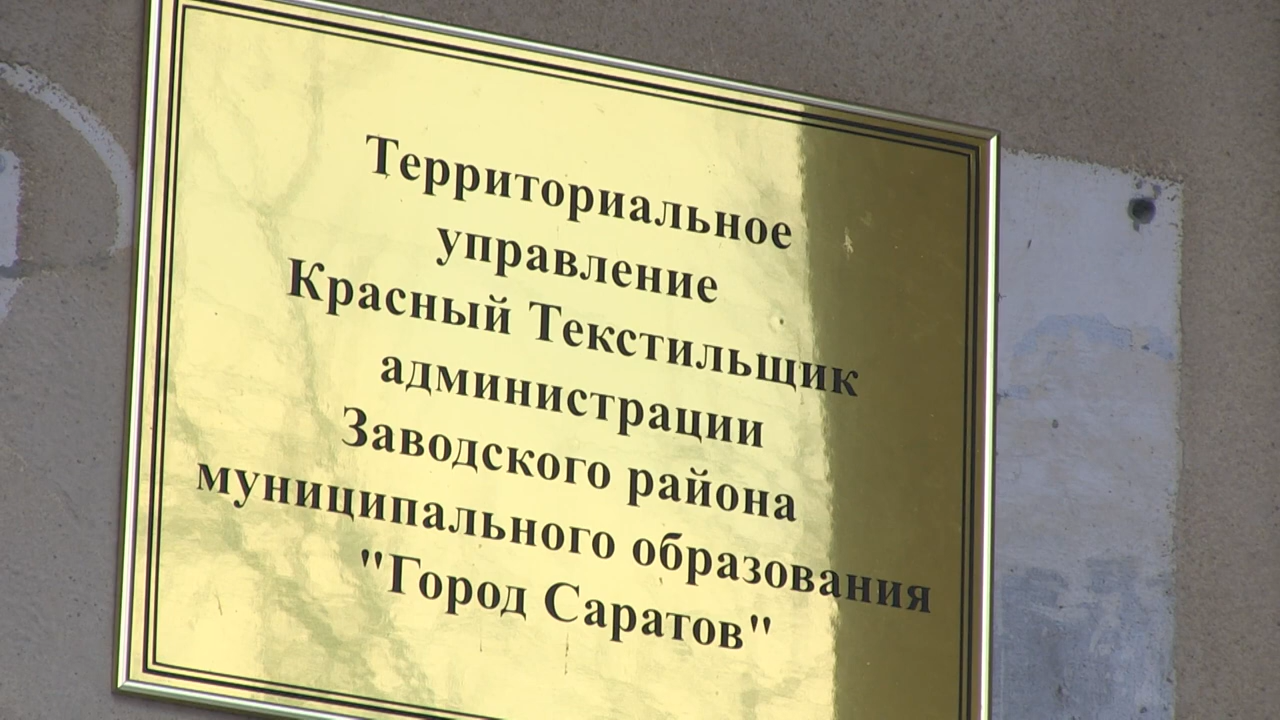 Территориальное
управление
Красный Текстильщик
администрации
Заводского района
муниципального образования
"Город Саратов"